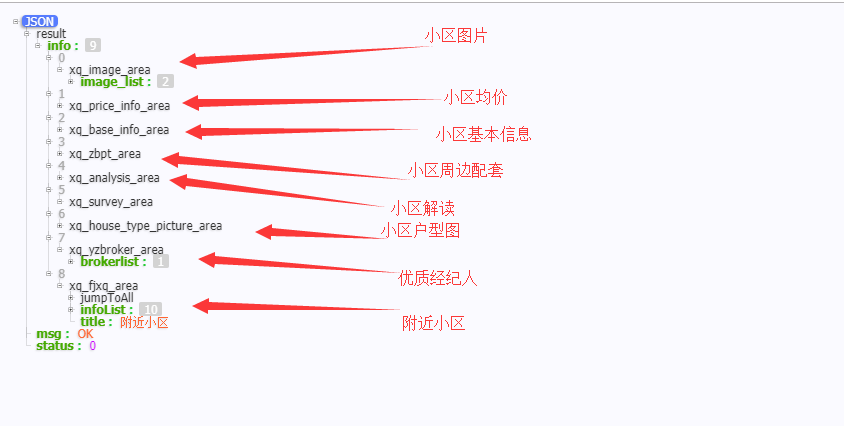 JSON
result
info : 9
小区图片
0
xq_image_area
image_list : 2
1
xq_price_info_area
小区均价
2
xq_base_info_area
小区基本信息
3
xq_zbpt_area
小区周边配套
4
xq_analysis_area
小区解读
5
xq_survey_area
6
xq_house_type_picture_area
小区户型图
7
xq_yzbroker_area
brokerlist : 1
优质经纪人
8
xq_fjxq_area
jumpToAll
infoList : 10
title : 附近小区
附近小区
msg : OK
status : 0